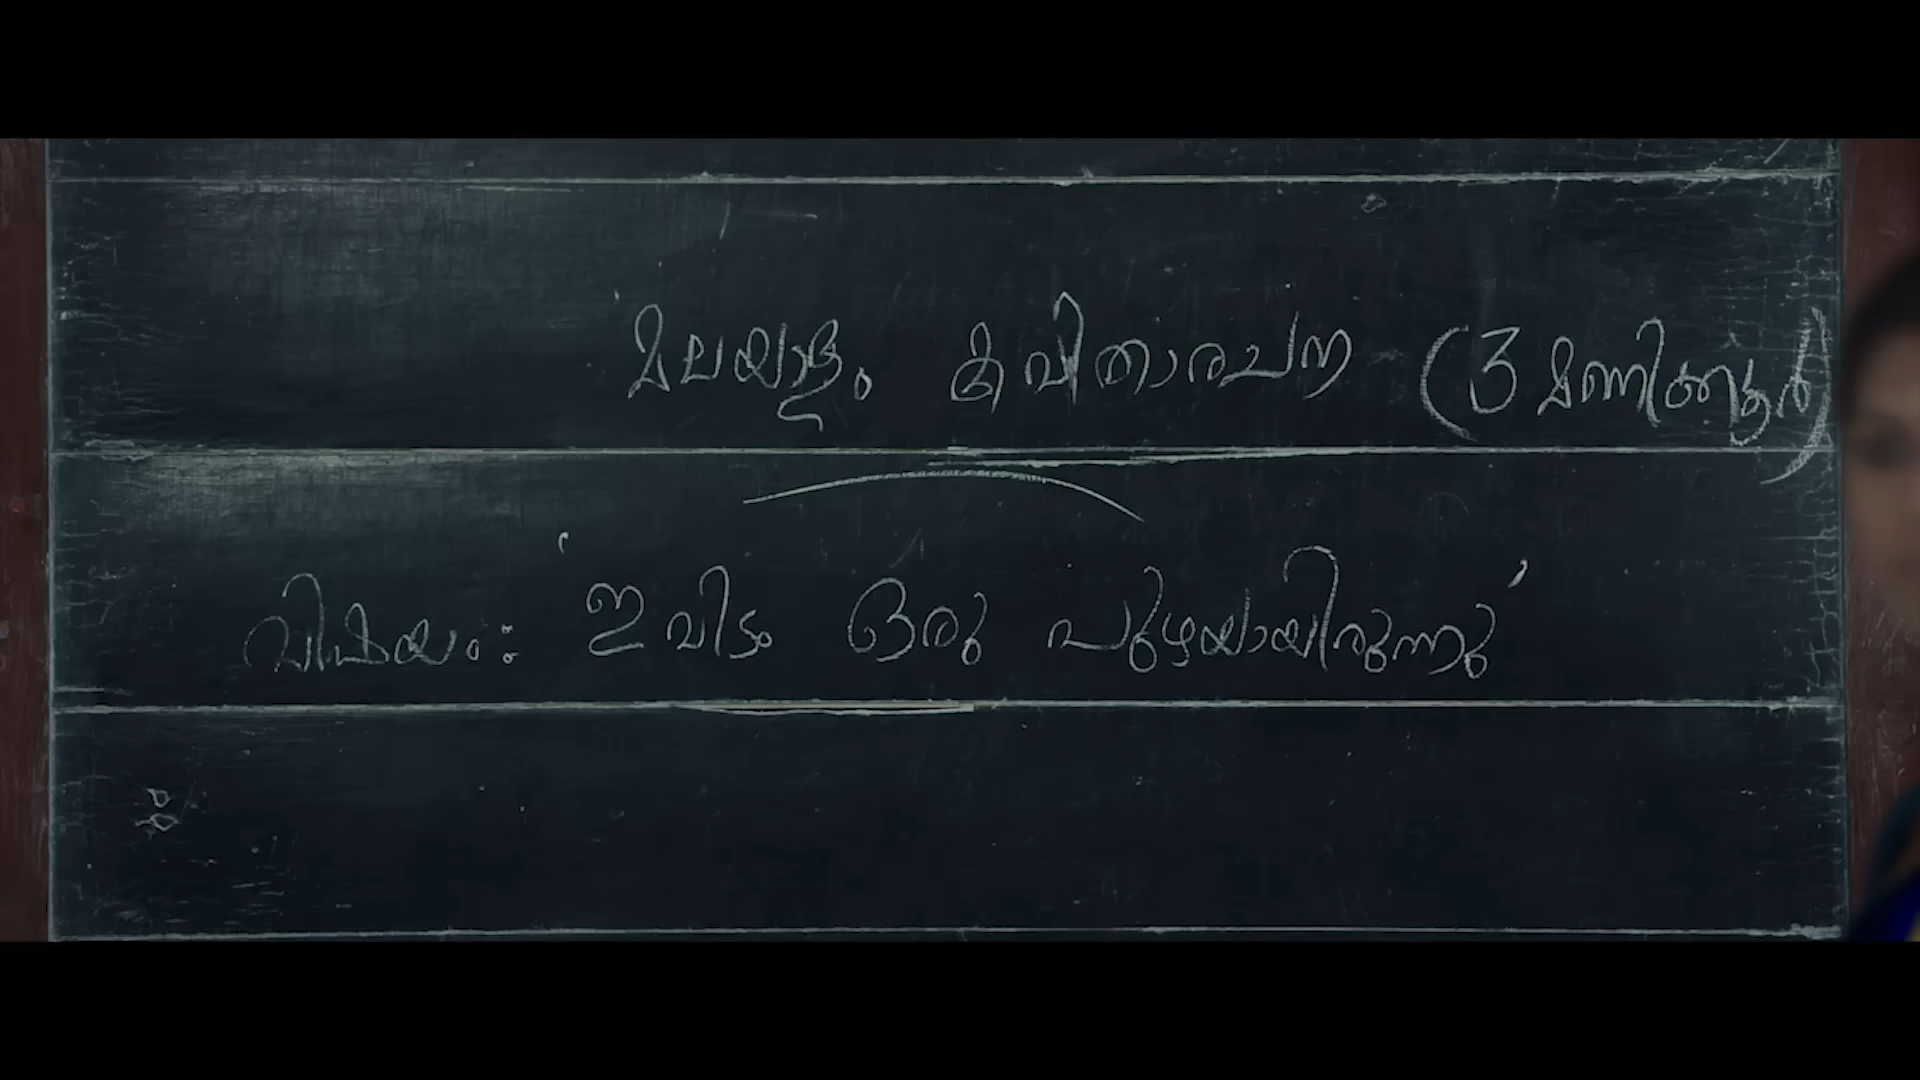 മലയാളം കവിതാരചന (3 മണിക്കൂർ)
വിഷയം: 'ഇവിടം ഒരു പുഴയായിരുന്നു'